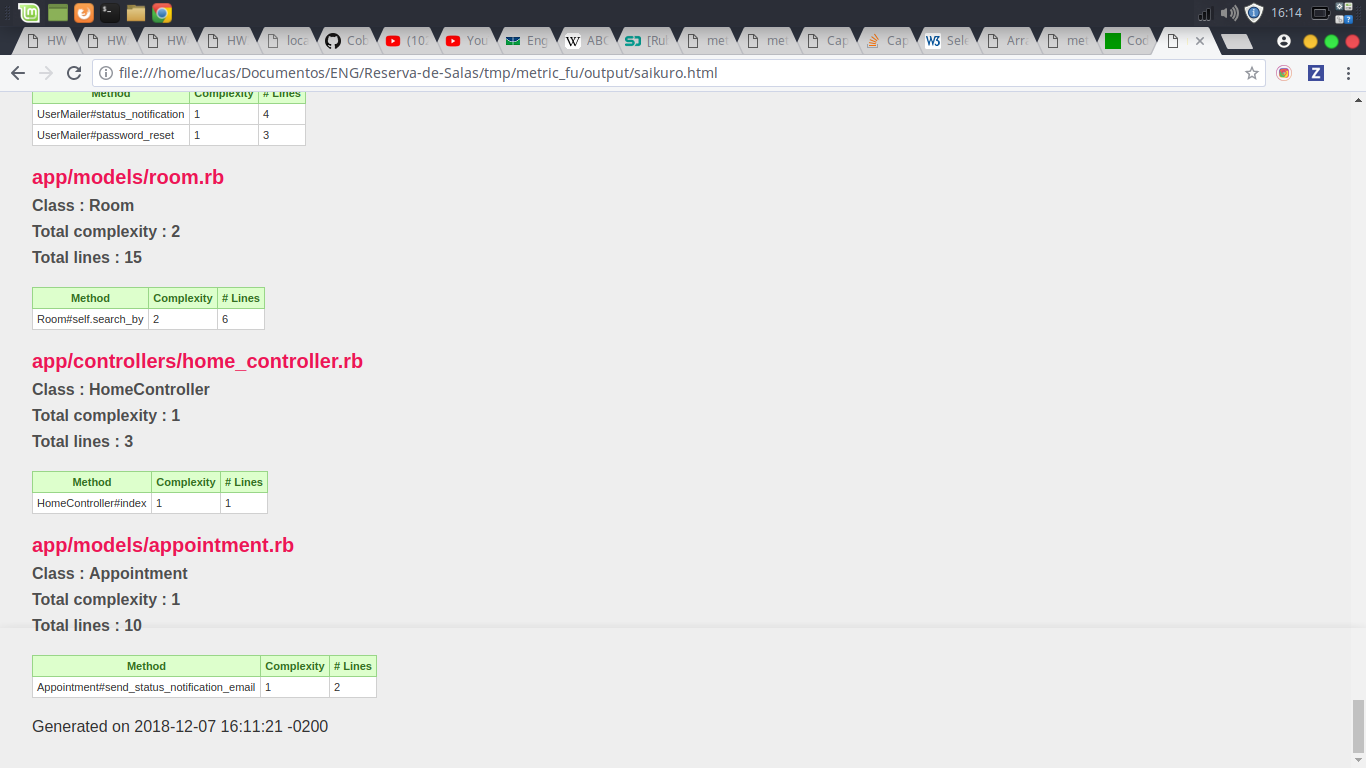 16:14
HW
HW
HW
HW
loca
Cob
(10
You
Eng
ABC
[Rul
met
met
Cap
Cap
Sele
Arra
met
Cod
file:///home/lucas/Documentos/ENG/Reserva-de-Salas/tmp/metric_fu/output/saikuro.html
Method Complexity # Lines
UserMailer#status_notification 1 4
UserMailer#password_reset 1 3
app/models/room.rb
Class : Room
Total complexity : 2
Total lines : 15
Method Complexity # Lines
Room#self.search_by 2 6
app/controllers/home_controller.rb
Class : HomeController
Total complexity : 1
Total lines : 3
Method Complexity # Lines
HomeController#index 1 1
app/models/appointment.rb
Class : Appointment
Total complexity : 1
Total lines : 10
Method Complexity # Lines
Appointment#send_status_notification_email 1 2
Generated on 2018-12-07 16:11:21 -0200